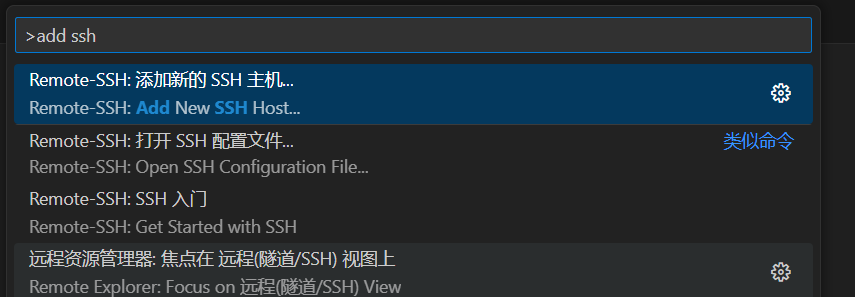 >add ssh
Remote-SSH: 添加新的 SSH 主机...
Remote-SSH: Add New SSH Host...
Remote-SSH: 打开 SSH 配置文件...
类似命令
Remote-SSH: Open SSH Configuration File...
Remote-SSH: SSH 入门
Remote-SSH: Get Started with SSH
远程资源管理器: 焦点在 远程(隧道/SSH) 视图上
Remote Explorer: Focus on 远程(隧道/SSH) View